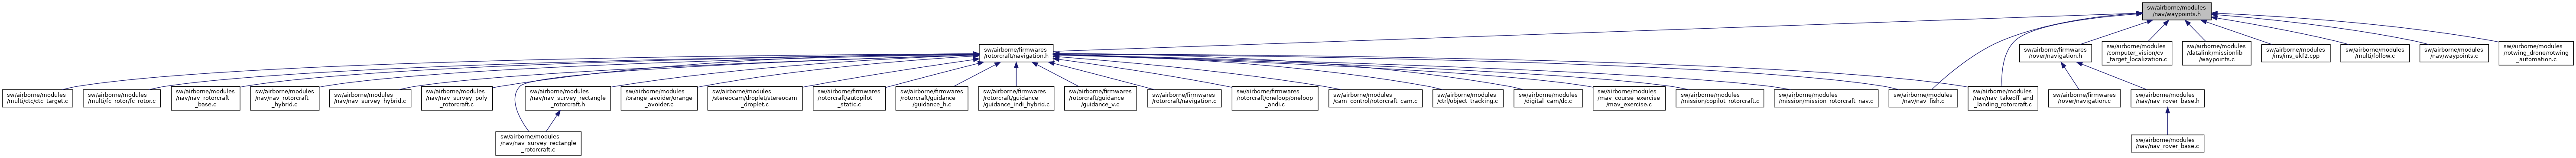 sw/airborne/modules
/nav/waypoints.h
sw/airborne/firmwares
/rotorcraft/navigation.h
sw/airborne/firmwares
/rover/navigation.h
sw/airborne/modules
/computer_vision/cv
_target_localization.c
sw/airborne/modules
/datalink/missionlib
/waypoints.c
sw/airborne/modules
/ins/ins_ekf2.cpp
sw/airborne/modules
/multi/follow.c
sw/airborne/modules
/nav/waypoints.c
sw/airborne/modules
/rotwing_drone/rotwing
_automation.c
sw/airborne/modules
/multi/ctc/ctc_target.c
sw/airborne/modules
/multi/fc_rotor/fc_rotor.c
sw/airborne/modules
/nav/nav_rotorcraft
_base.c
sw/airborne/modules
/nav/nav_rotorcraft
_hybrid.c
sw/airborne/modules
/nav/nav_survey_hybrid.c
sw/airborne/modules
/nav/nav_survey_poly
_rotorcraft.c
sw/airborne/modules
/nav/nav_survey_rectangle
_rotorcraft.h
sw/airborne/modules
/orange_avoider/orange
_avoider.c
sw/airborne/modules
/stereocam/droplet/stereocam
_droplet.c
sw/airborne/firmwares
/rotorcraft/autopilot
_static.c
sw/airborne/firmwares
/rotorcraft/guidance
/guidance_h.c
sw/airborne/firmwares
/rotorcraft/guidance
/guidance_indi_hybrid.c
sw/airborne/firmwares
/rotorcraft/guidance
/guidance_v.c
sw/airborne/firmwares
/rotorcraft/navigation.c
sw/airborne/firmwares
/rotorcraft/oneloop/oneloop
_andi.c
sw/airborne/modules
/cam_control/rotorcraft_cam.c
sw/airborne/modules
/ctrl/object_tracking.c
sw/airborne/modules
/digital_cam/dc.c
sw/airborne/modules
/mav_course_exercise
/mav_exercise.c
sw/airborne/modules
/mission/copilot_rotorcraft.c
sw/airborne/modules
/mission/mission_rotorcraft_nav.c
sw/airborne/modules
/nav/nav_fish.c
sw/airborne/modules
/nav/nav_takeoff_and
_landing_rotorcraft.c
sw/airborne/firmwares
/rover/navigation.c
sw/airborne/modules
/nav/nav_rover_base.h
sw/airborne/modules
/nav/nav_survey_rectangle
_rotorcraft.c
sw/airborne/modules
/nav/nav_rover_base.c